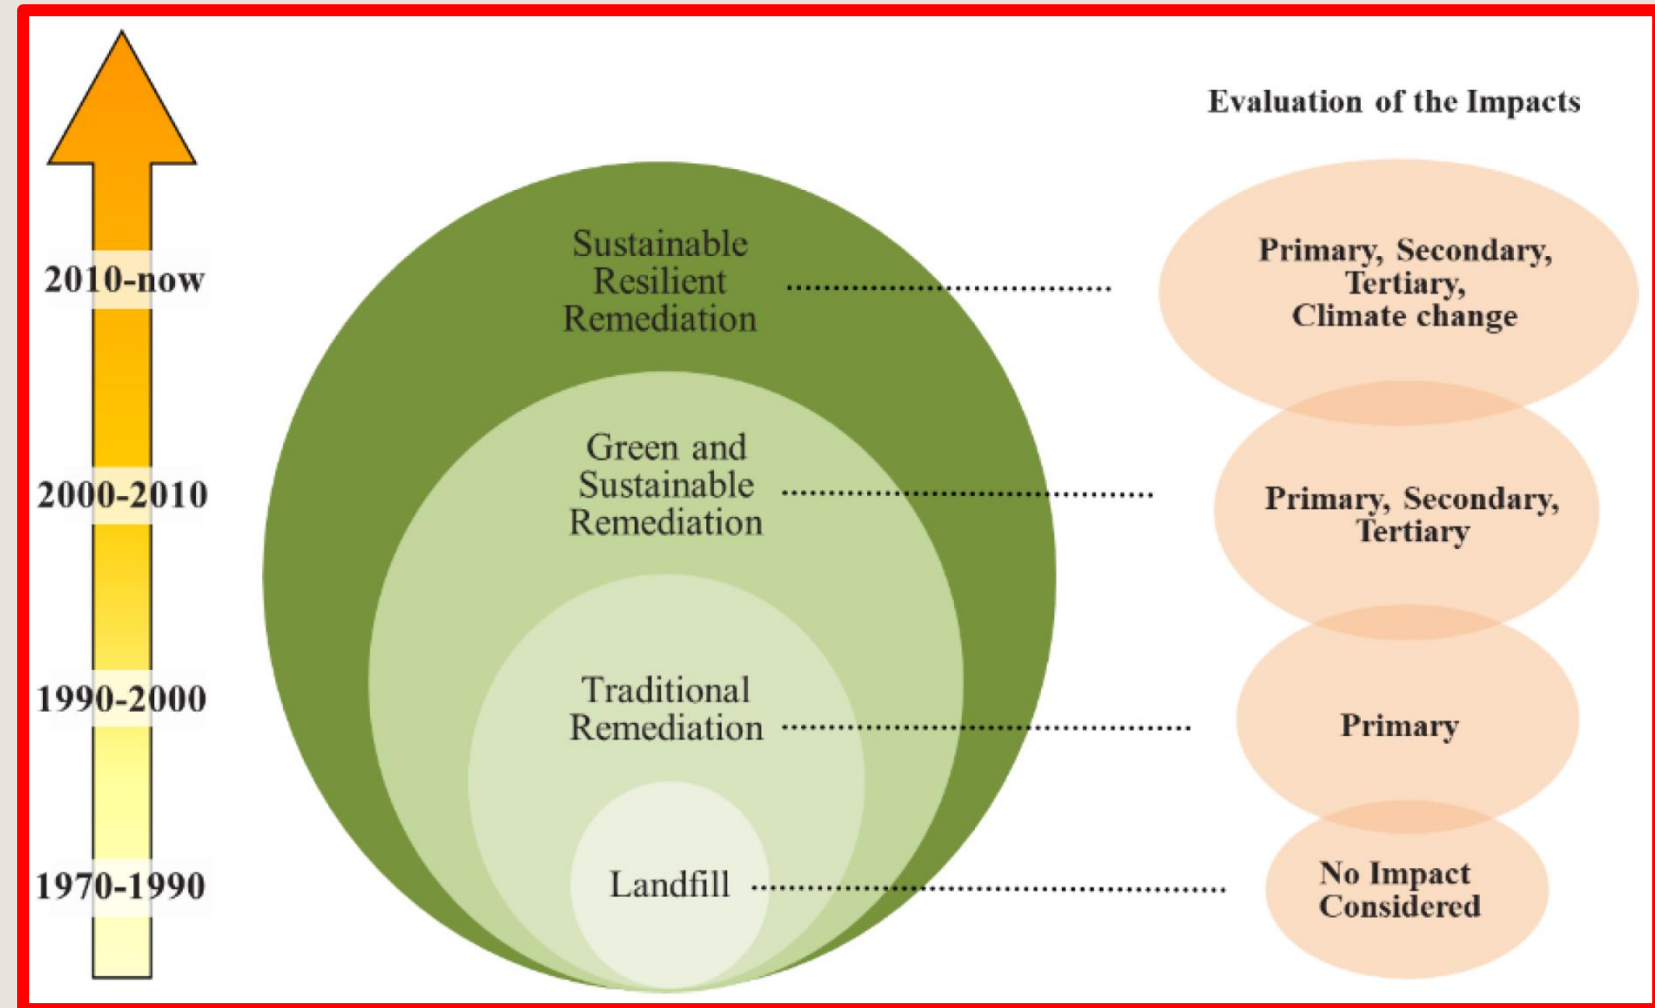 Evaluation of the Impacts
2010-now
Sustainable
Resilient
Remediation
Primary, Secondary,
Tertiary,
Climate change
2000-2010
Green and
Sustainable
Remediation
Primary, Secondary,
Tertiary
1990-2000
Traditional
Remediation
Primary
1970-1990
Landfill
No Impact
Considered